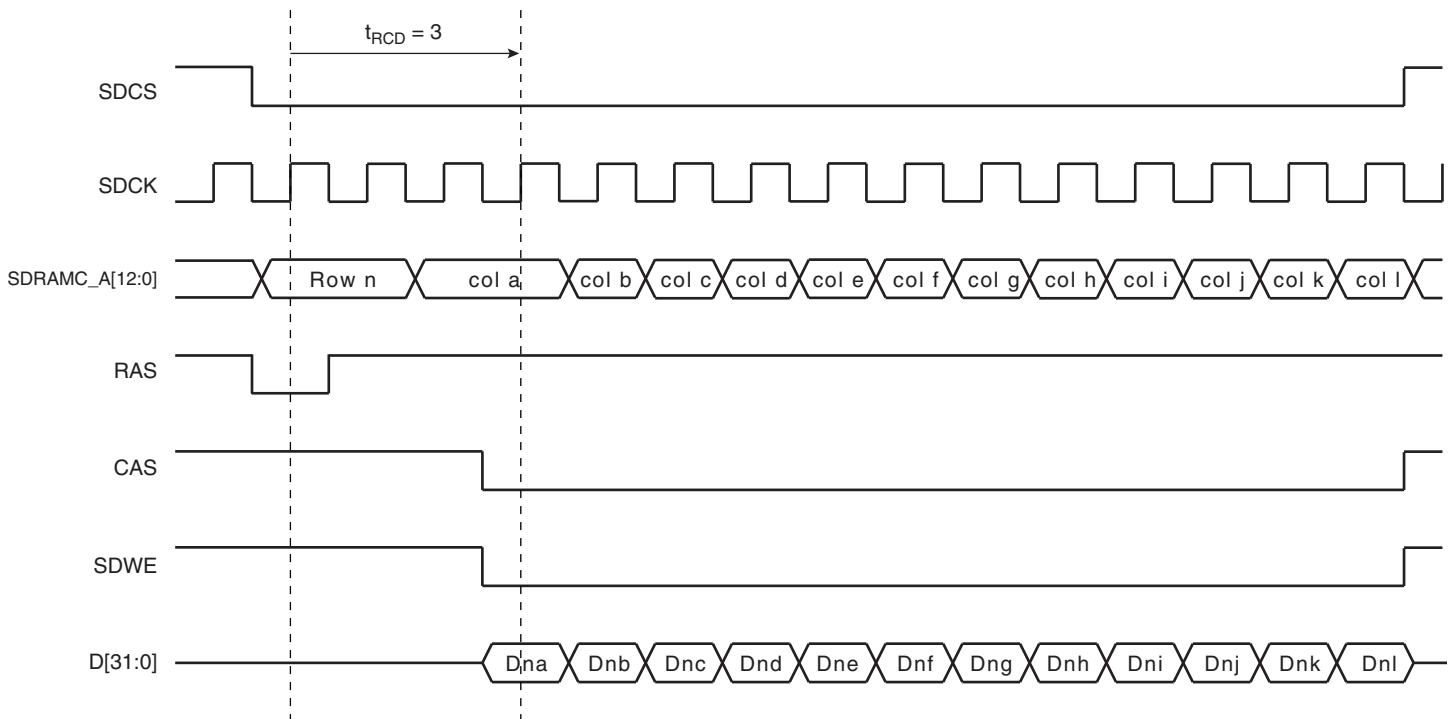 tRCD = 3
SDCS
SDCK
SDRAMC_A[12:0] Row n col a col b col c col d col e col f col g col h col i col j col k col l
RAS
CAS
SDWE
D[31:0] Dna Dnb Dnc Dnd Dne Dnf Dng Dnh Dni Dnj Dnk Dnl